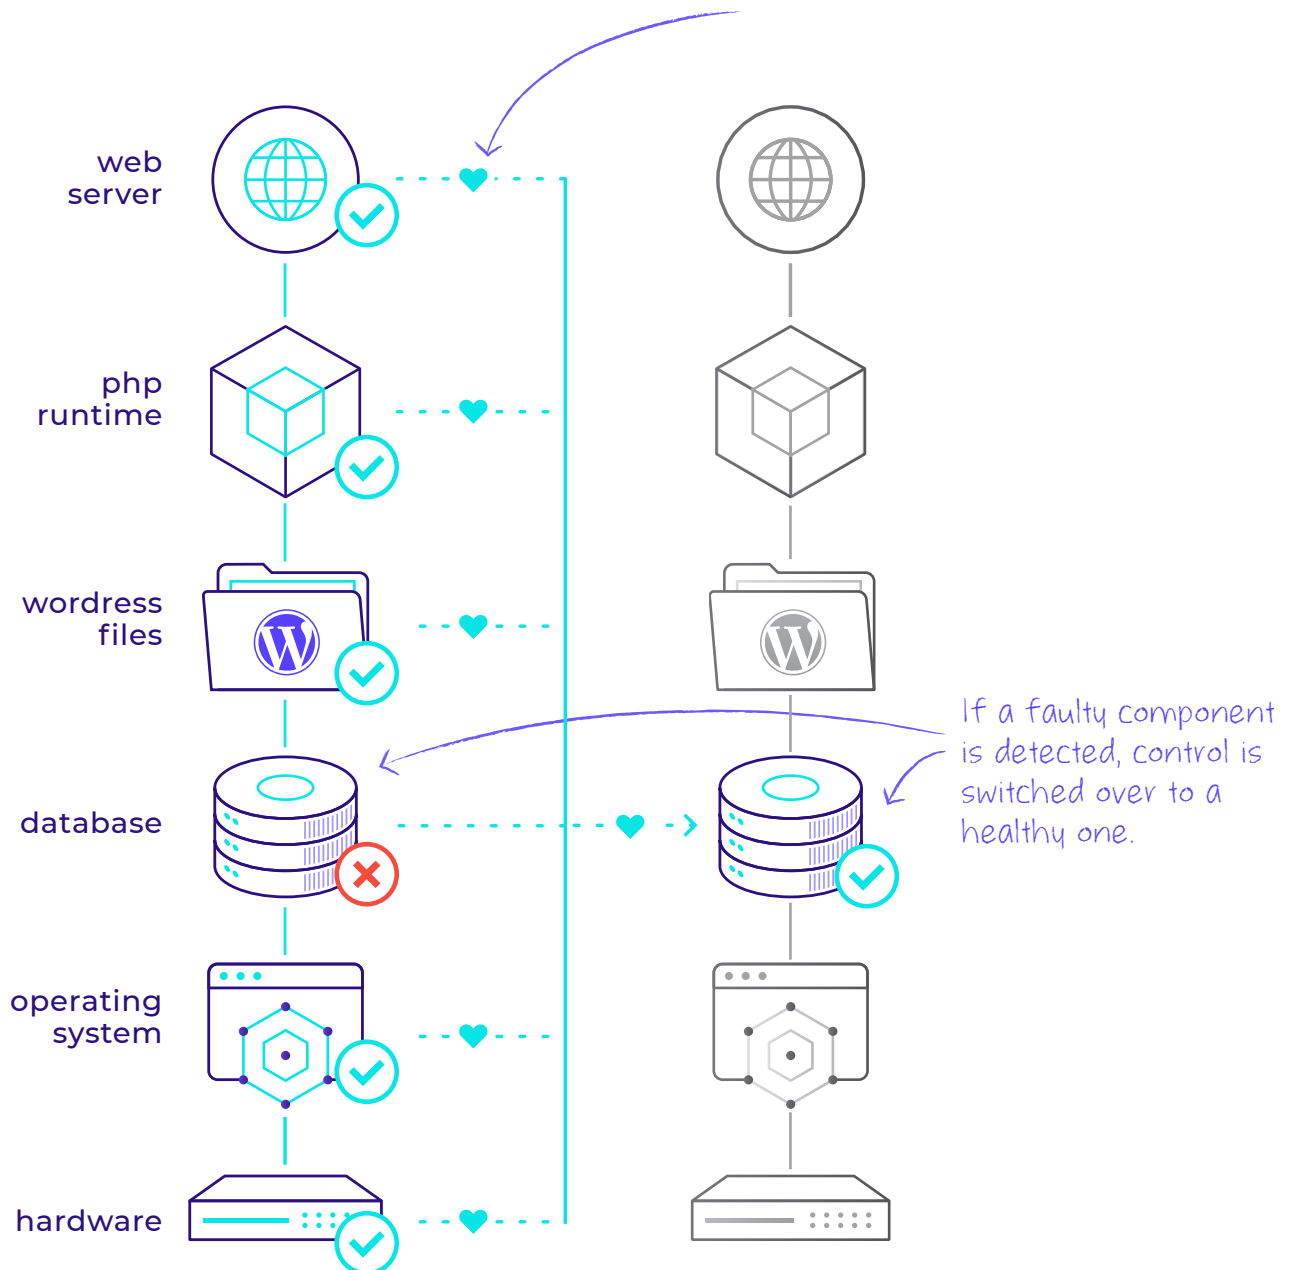 web
server
php
runtime
wordress
files
If a faulty component
is detected, control is
switched over to a
healthy one.
database
operating
system
hardware